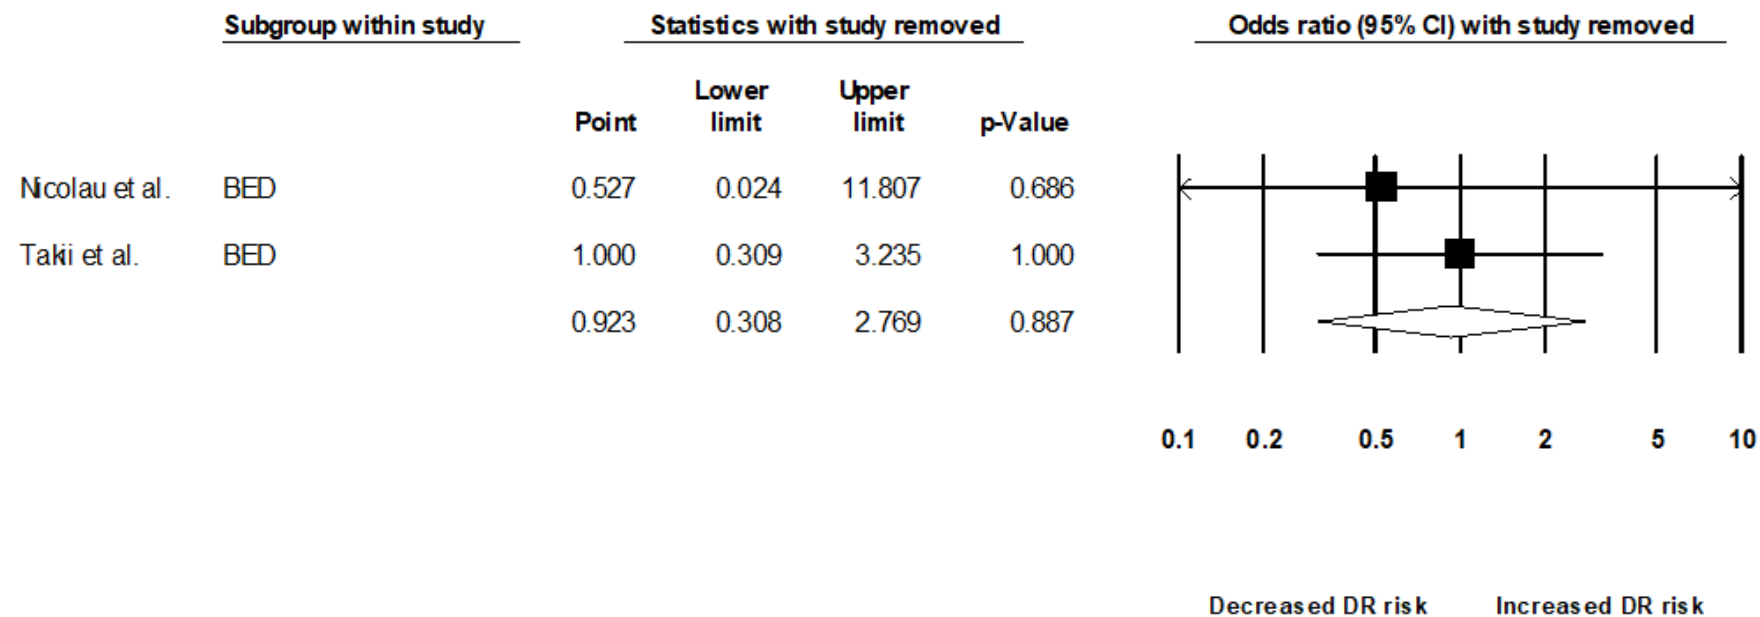 Subgroup within study Statistics with study removed Odds ratio (95% CI) with study removed
Lower Upper
Point limit limit p-Value
Nicolau et al. BED 0.527 0.024 11.807 0.686
Takii et al. BED 1.000 0.309 3.235 1.000
0.923 0.308 2.769 0.887
0.1 0.2 0.5 1 2 5 10
Decreased DR risk Increased DR risk